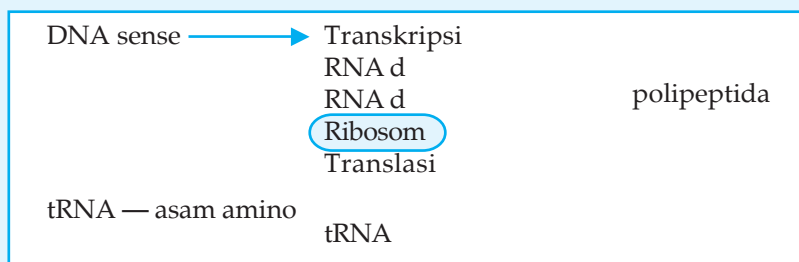 DNA sense Transkripsi
RNA d
RNA d polipeptida
Ribosom
Translasi
tRNA — asam amino
tRNA